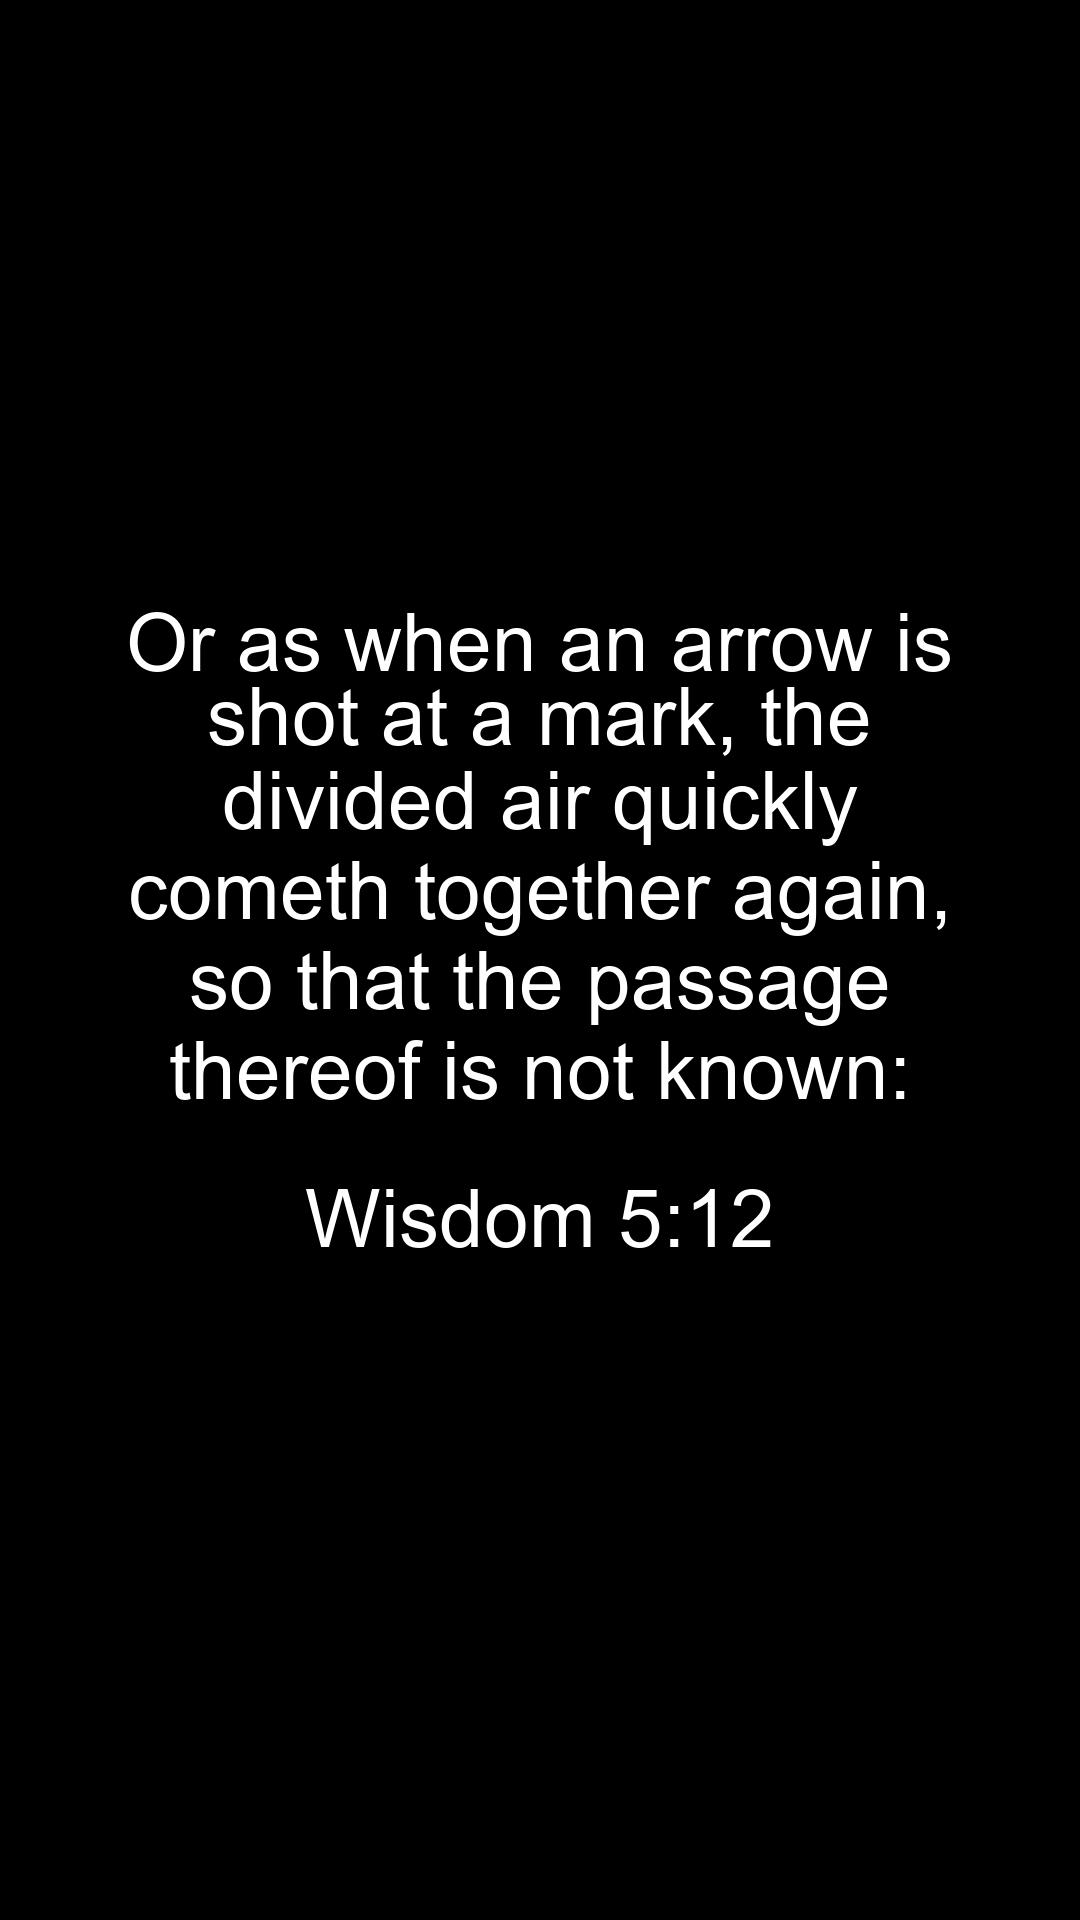 Or as when an arrow is
shot at a mark, the
divided air quickly
cometh together again,
so that the passage
thereof is not known:
Wisdom 5:12